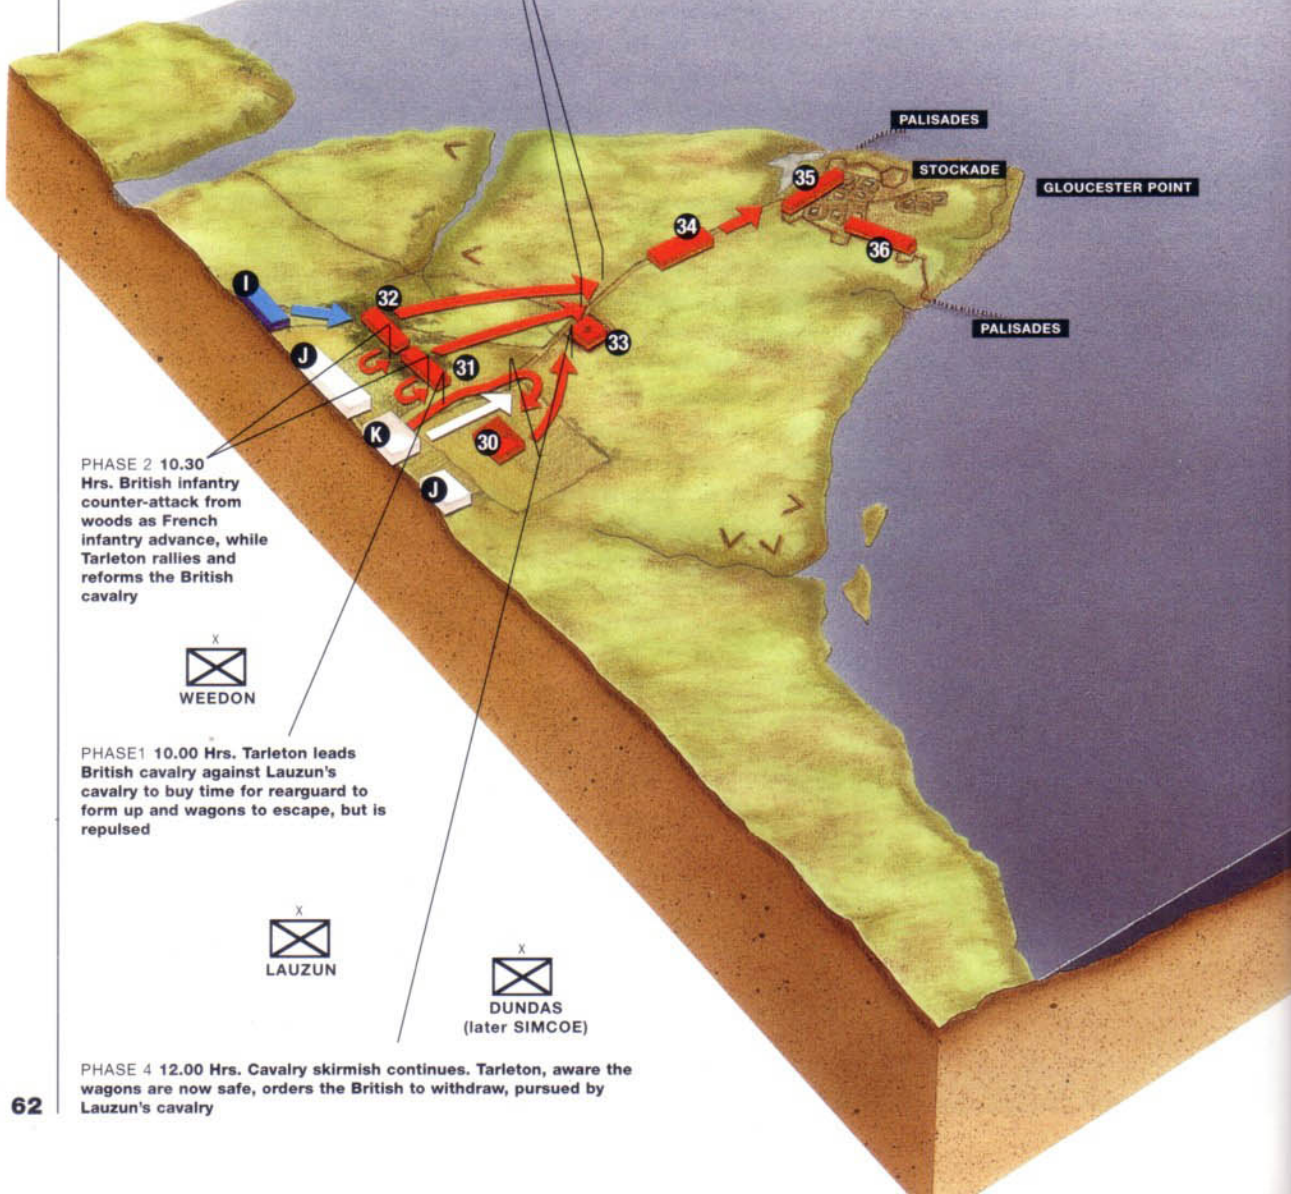 PALISADES
STOCKADE
GLOUCESTER POINT
35
34
36
I
32
PALISADES
33
J
31
K
30
J
PHASE 2 10.30
Hrs. British infantry
counter-attack from
woods as French
infantry advance, while
Tarleton rallies and
reforms the British
cavalry
X
WEEDON
PHASE1 10.00 Hrs. Tarleton leads
British cavalry against Lauzun's
cavalry to buy time for rearguard to
form up and wagons to escape, but is
repulsed
X
LAUZUN
X
DUNDAS
(later SIMCOE)
PHASE 4 12.00 Hrs. Cavalry skirmish continues. Tarleton, aware the
wagons are now safe, orders the British to withdraw, pursued by
Lauzun's cavalry
62